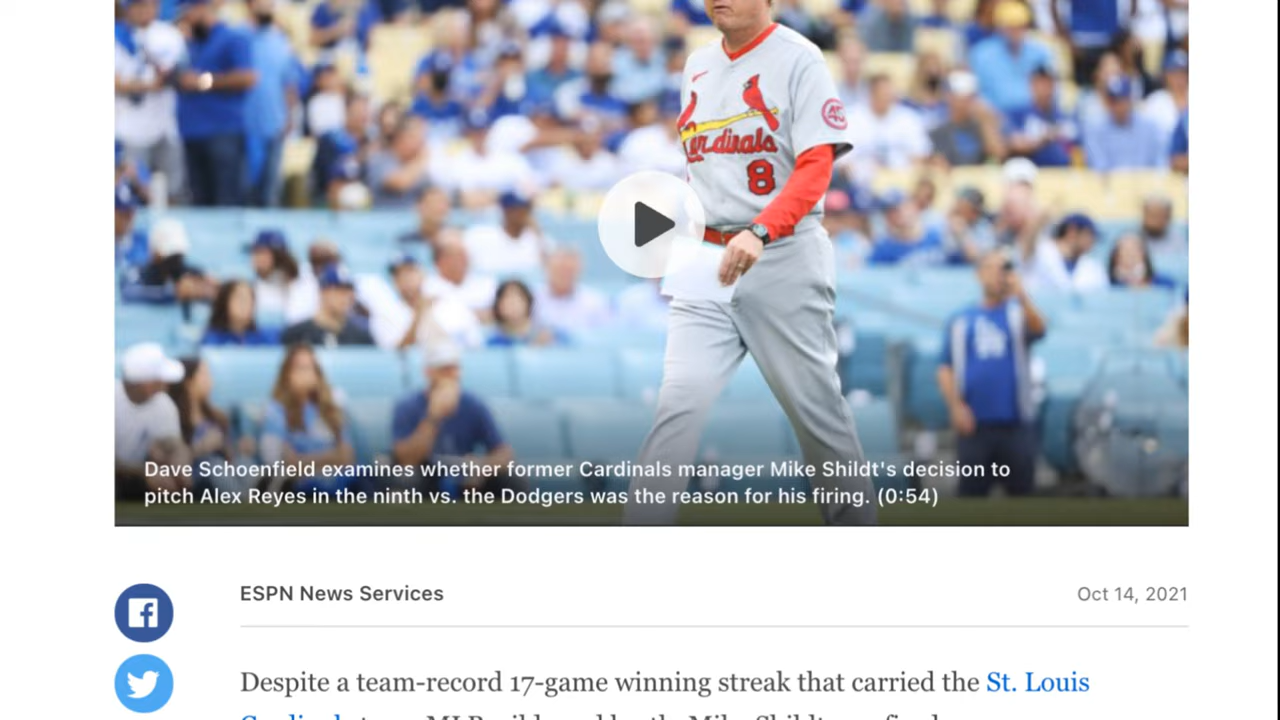 Cardinals
8
Dave Schoenfield examines whether former Cardinals manager Mike Shildt's decision to
pitch Alex Reyes in the ninth vs. the Dodgers was the reason for his firing. (0:54)
ESPN News Services
Oct 14, 2021
Despite a team-record 17-game winning streak that carried the St. Louis